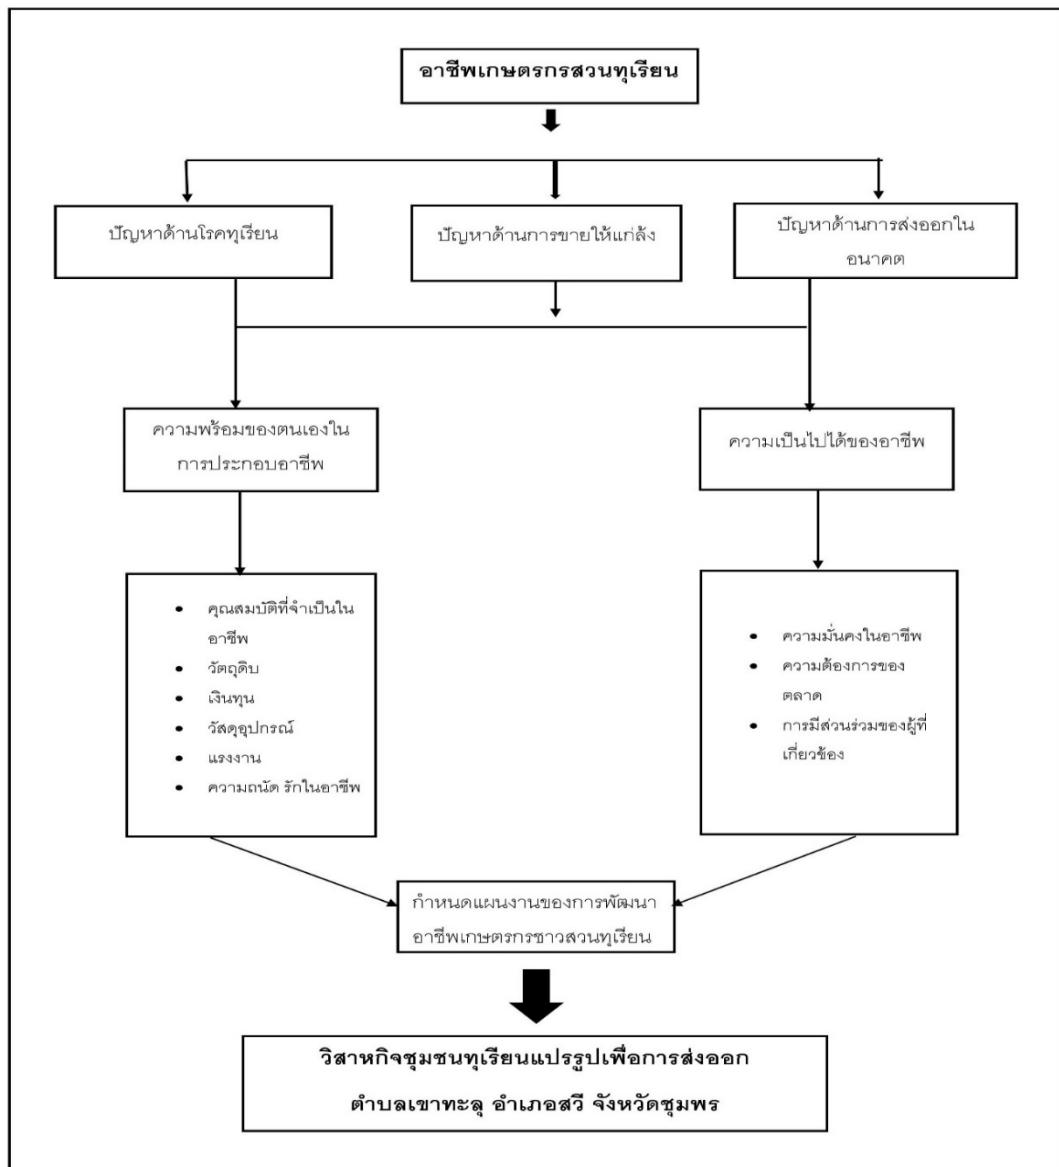 อาชีพเกษตรกรสวนทุเรียน
ปัญหาด้านโรคทุเรียน
ปัญหาด้านการขายให้แก่ล้ง
ปัญหาด้านการส่งออกใน
อนาคต
ความพร้อมของตนเองใน
การประกอบอาชีพ
ความเป็นไปได้ของอาชีพ
• คุณสมบัติที่จำเป็นใน
อาชีพ
• วัตถุดิบ
• เงินทุน
• วัสดุอุปกรณ์
• แรงงาน
• ความถนัด รักในอาชีพ
• ความมั่นคงในอาชีพ
• ความต้องการของ
ตลาด
• การมีส่วนร่วมของผู้ที่
เกี่ยวข้อง
กำหนดแผนงานของการพัฒนา
อาชีพเกษตรกรชาวสวนทุเรียน
วิสาหกิจชุมชนทุเรียนแปรรูปเพื่อการส่งออก
ตำบลเขาทะลุ อำเภอสวี จังหวัดชุมพร